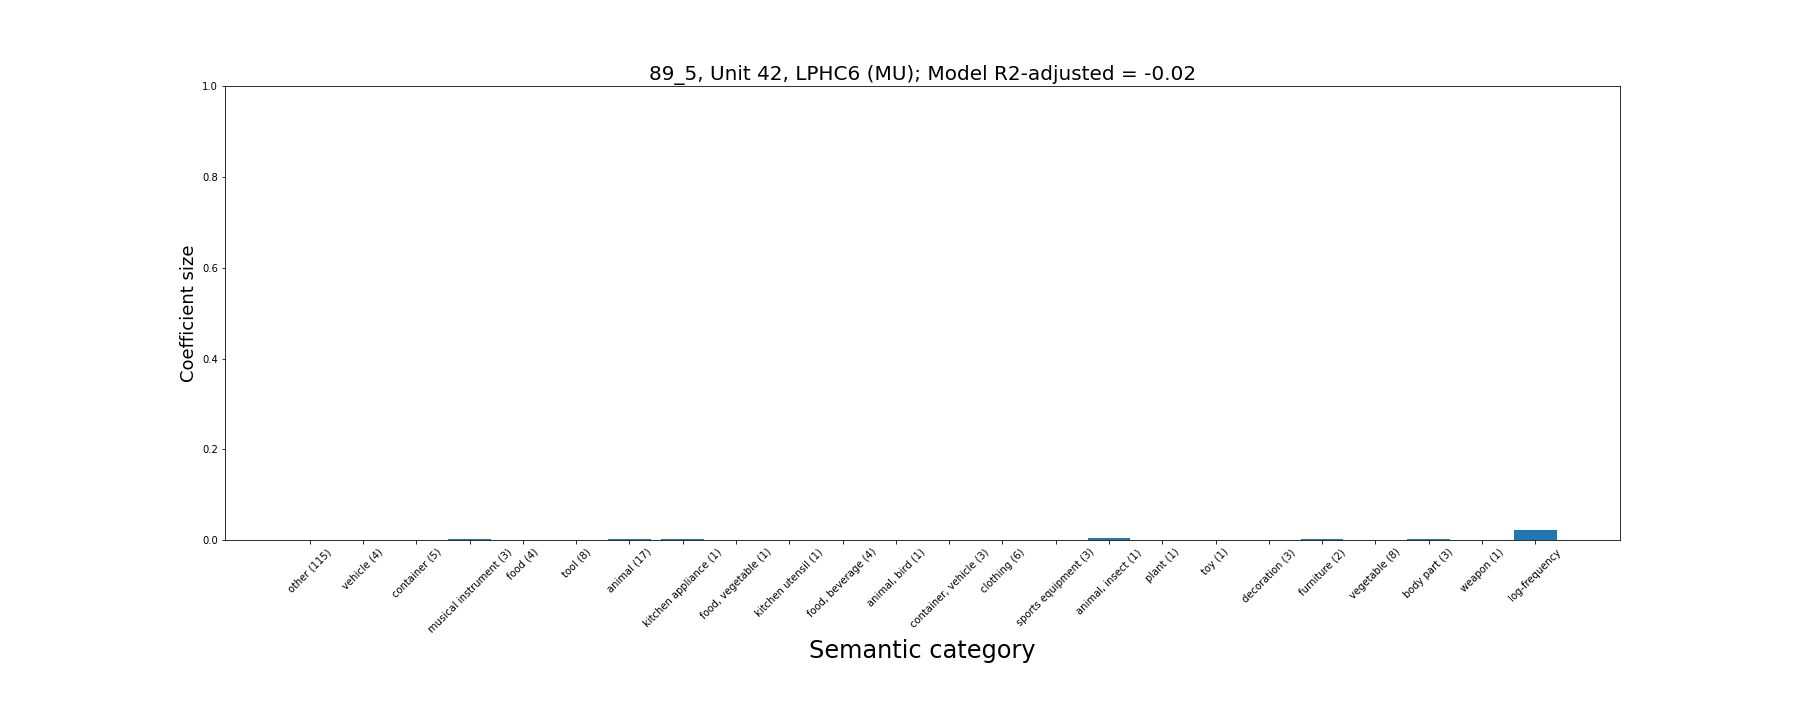 89_5, Unit 42, LPHC6 (MU); Model R2-adjusted = -0.02
1.0
0.8
0.6
0.4
0.2
0.0
Coefficient size
other (115)
vehicle (4)
container (5)
musical instrument (3)
food (4)
tool (8)
animal (17)
kitchen appliance (1)
food, vegetable (1)
kitchen utensil (1)
food, beverage (4)
animal, bird (1)
container, vehicle (3)
clothing (6)
sports equipment (3)
animal, insect (1)
plant (1)
toy (1)
decoration (3)
furniture (2)
vegetable (8)
body part (3)
weapon (1)
log-frequency
Semantic category